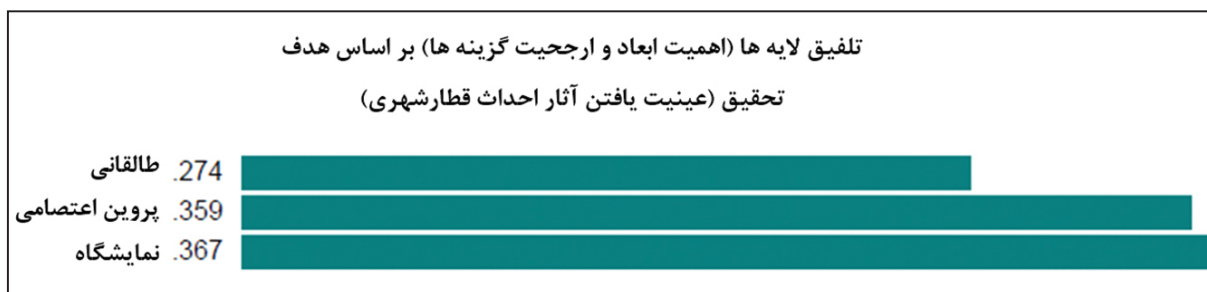 تلفیق لایه ها (اهمیت ابعاد و ارجحیت گزینه ها) بر اساس هدف
تحقیق (عینیت یافتن آثار احداث قطارشهری)
طالقانی .274
پروین اعتصامی .359
نمایشگاه .367